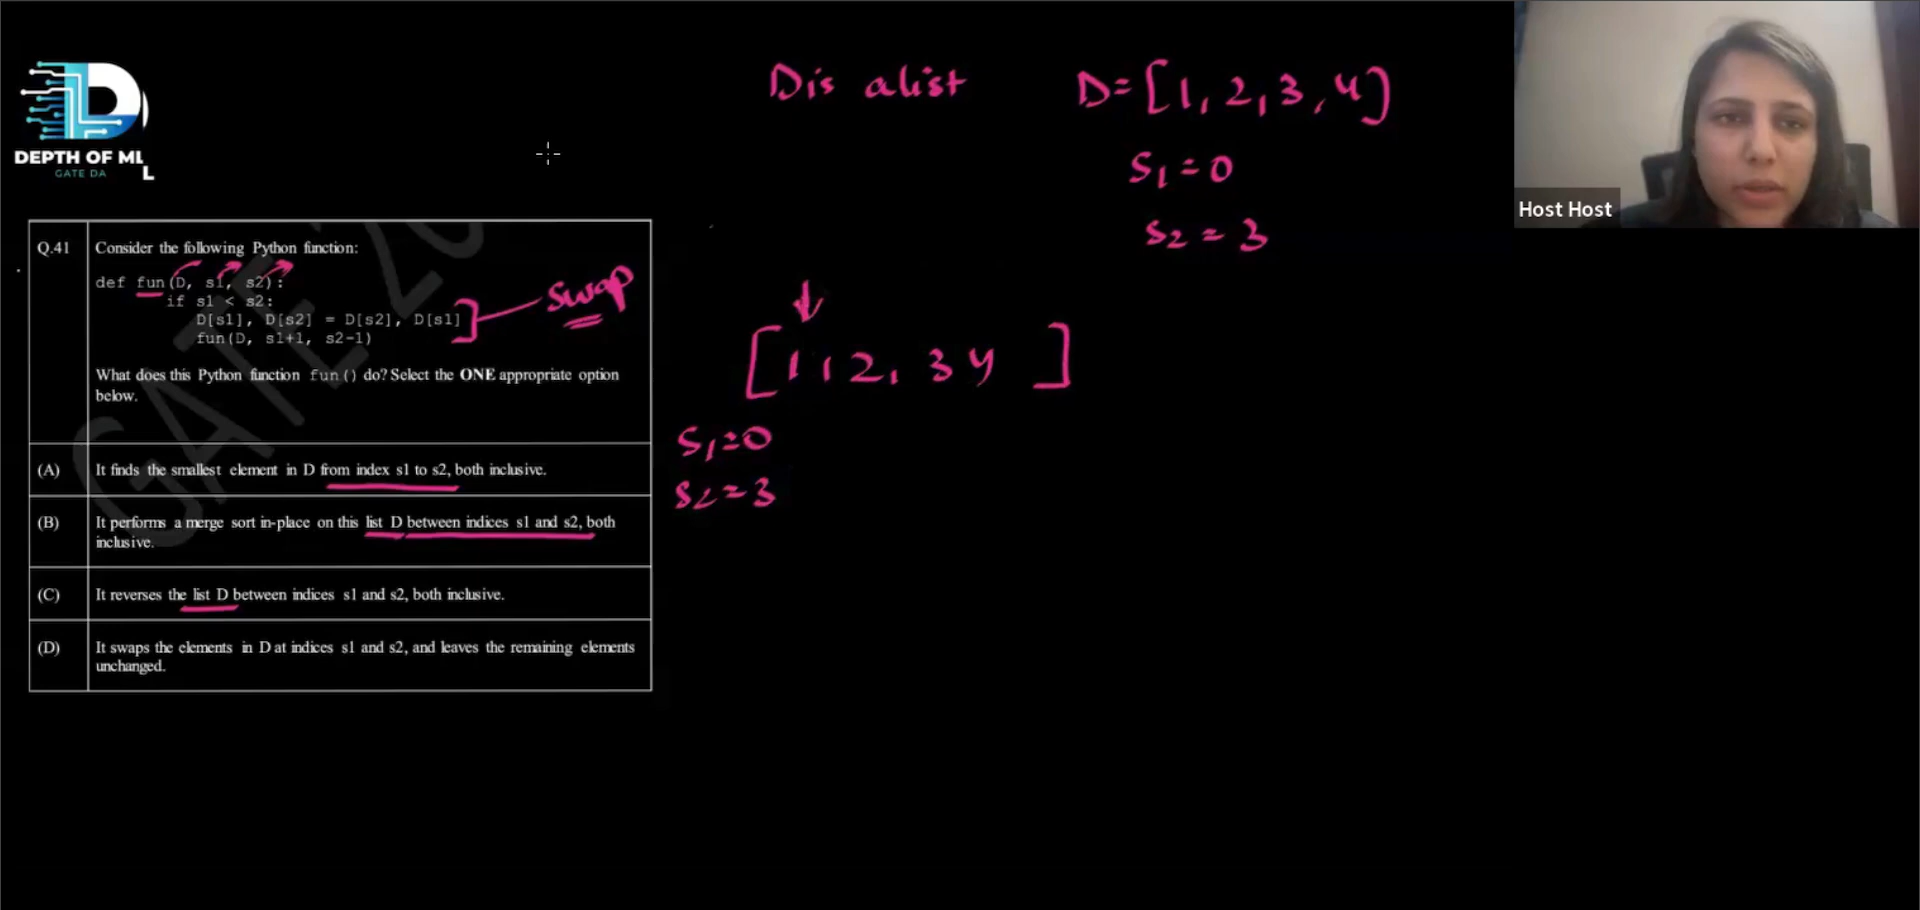 DEPTH OF ML
L
GATE DA
D is a list
D=[1, 2, 3, 4]
S1=0
S2=3
Host Host
Q.41
Consider the following Python function:
def fun(D, s1, s2):
if s1 < s2:
D[s1], D[s2] = D[s2], D[s1]
fun(D, s1+1, s2-1)
swap
What does this Python function fun() do? Select the ONE appropriate option
below.
[1, 2, 3 4]
S1=0
S2=3
(A) It finds the smallest element in D from index s1 to s2, both inclusive.
(B) It performs a merge sort in-place on this list D between indices s1 and s2, both
inclusive.
(C) It reverses the list D between indices s1 and s2, both inclusive.
(D) It swaps the elements in D at indices s1 and s2, and leaves the remaining elements
unchanged.
GATE 20